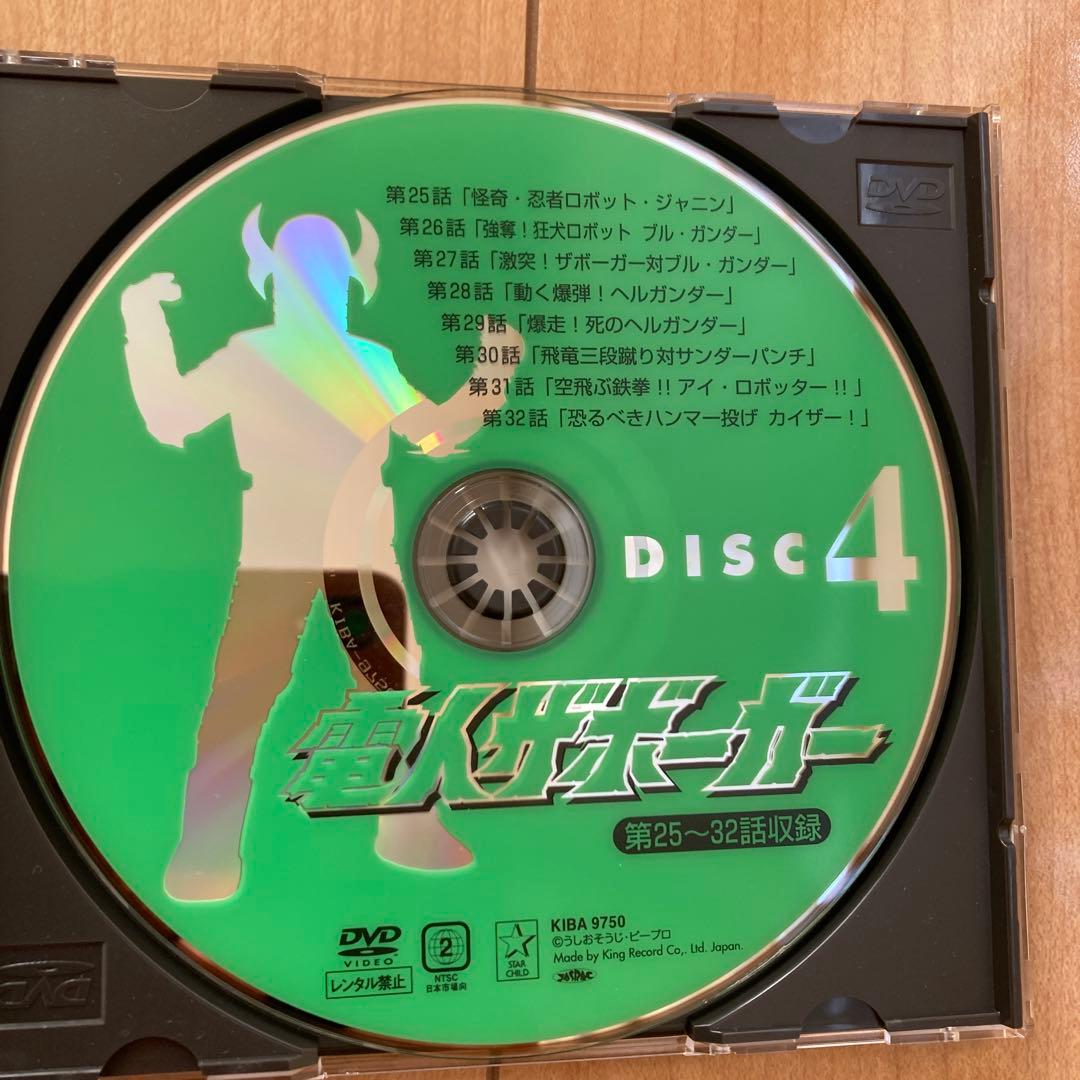 第25話「怪奇・忍者ロボット・ジャニン」
第26話「強奪！狂犬ロボット ブル・ガンダー」
第27話「激突！ザボーガー対ブル・ガンダー」
第28話「動く爆弾！ヘルガンダー」
第29話「爆走！死のヘルガンダー」
第30話「飛竜三段蹴り対サンダーパンチ」
第31話「空飛ぶ鉄拳!!アイ・ロボッター!!」
第32話「恐るべきハンマー投げ カイザー！」
DISC 4
電人ザボーガー
第25〜32話収録
DVD
VIDEO
レンタル禁止
2
NTSC
日本市場向
STAR
CHILD
KIBA 9750
©うしおそうじ・ピープロ
Made by King Record Co,. Ltd. Japan.
JASRAC
DVD
DVD